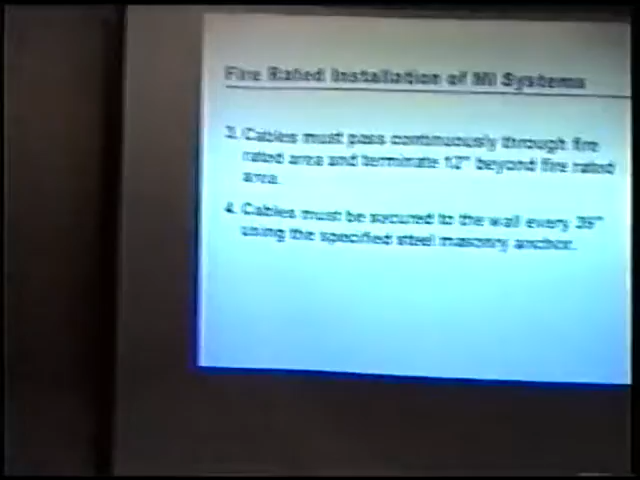 Fire Rated Installation of MI Systems
3. Cables must pass continuously through fire
rated area and terminate 12" beyond fire rated
area.
4. Cables must be secured to the wall every 39"
using the specified steel masonry anchor.